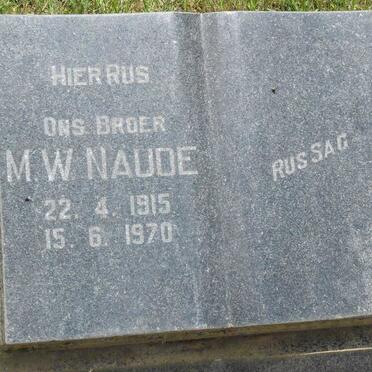 HIER RUS
ONS BROER
M.W. NAUDE
22. 4. 1915
15. 6. 1970
RUS SAG